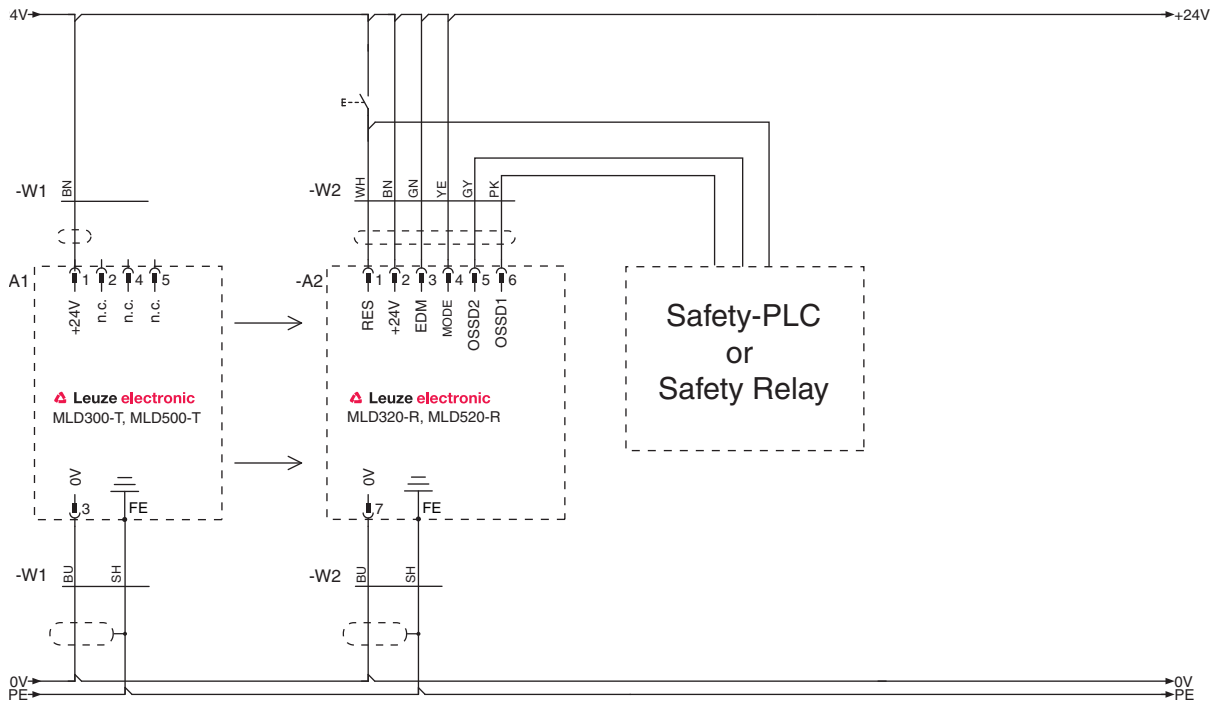 4V +24V
E
-W1 BN -W2 WH BN GN YE GY PK
A1 1 2 4 5 -A2 1 2 3 4 5 6
+24V n.c. n.c. n.c. RES +24V EDM MODE OSSD2 OSSD1
Safety-PLC
or
Safety Relay
Leuze electronic
MLD300-T, MLD500-T
Leuze electronic
MLD320-R, MLD520-R
0V 0V
3 FE 7 FE
-W1 BU SH -W2 BU SH
0V 0V
PE PE